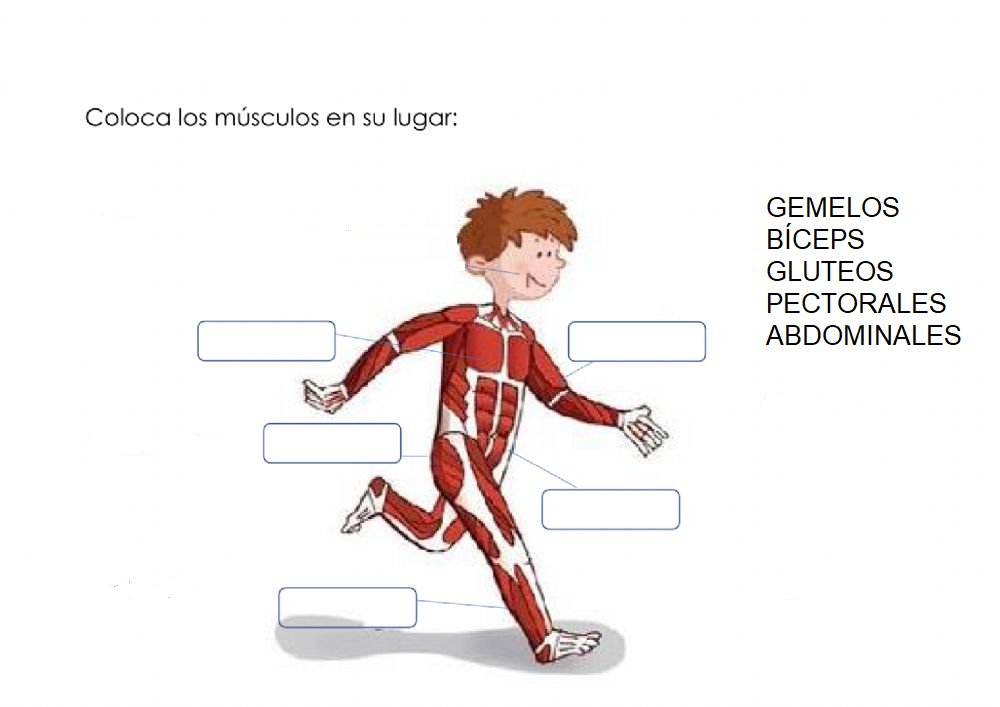 Coloca los músculos en su lugar:
GEMELOS
BÍCEPS
GLUTEOS
PECTORALES
ABDOMINALES